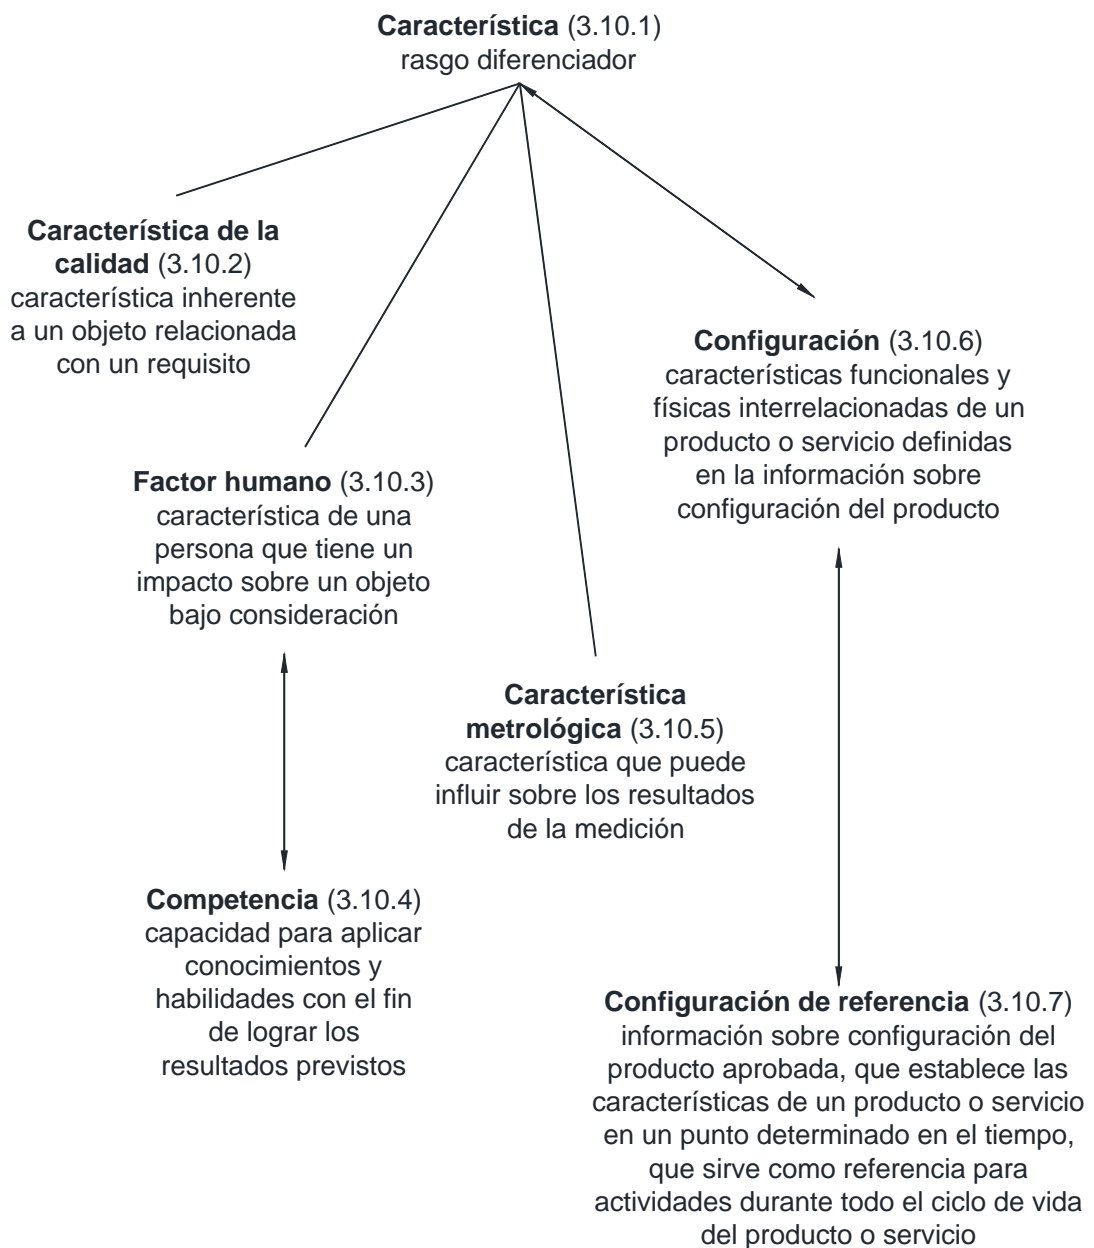 Característica (3.10.1)
rasgo diferenciador
Característica de la
calidad (3.10.2)
característica inherente
a un objeto relacionada
con un requisito
Configuración (3.10.6)
características funcionales y
físicas interrelacionadas de un
producto o servicio definidas
en la información sobre
configuración del producto
Factor humano (3.10.3)
característica de una
persona que tiene un
impacto sobre un objeto
bajo consideración
Característica
metrológica (3.10.5)
característica que puede
influir sobre los resultados
de la medición
Competencia (3.10.4)
capacidad para aplicar
conocimientos y
habilidades con el fin
de lograr los
resultados previstos
Configuración de referencia (3.10.7)
información sobre configuración del
producto aprobada, que establece las
características de un producto o servicio
en un punto determinado en el tiempo,
que sirve como referencia para
actividades durante todo el ciclo de vida
del producto o servicio